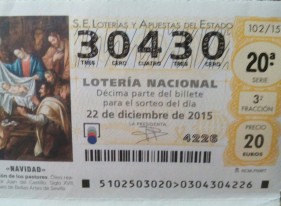 S.E. LOTERÍAS Y APUESTAS DEL ESTADO
102/15
30430
TRES CERO CUATRO TRES CERO
20ª
SERIE
LOTERÍA NACIONAL
Décima parte del billete
para el sorteo del día
22 de diciembre de 2015
3ª
FRACCIÓN
LA PRESIDENTE,
4226
PRECIO
20
EUROS
-NAVIDAD-
5102503020>0304304226